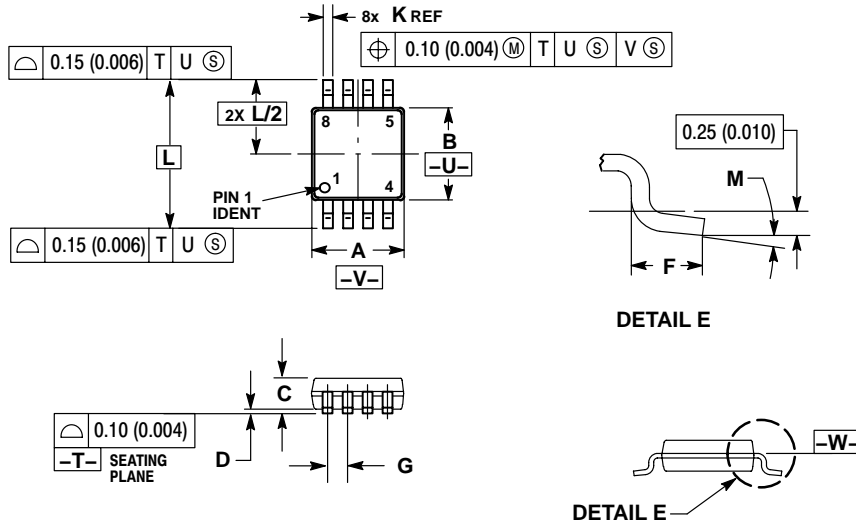 8x K REF
⌖ 0.10 (0.004) Ⓜ T U Ⓢ V Ⓢ
⌓ 0.15 (0.006) T U Ⓢ
2X L/2
L
8 5
B
–U–
0.25 (0.010)
M
1
4
PIN 1
IDENT
⌓ 0.15 (0.006) T U Ⓢ
A
–V–
F
DETAIL E
C
⌓ 0.10 (0.004)
–T– SEATING
PLANE
D
G
–W–
DETAIL E